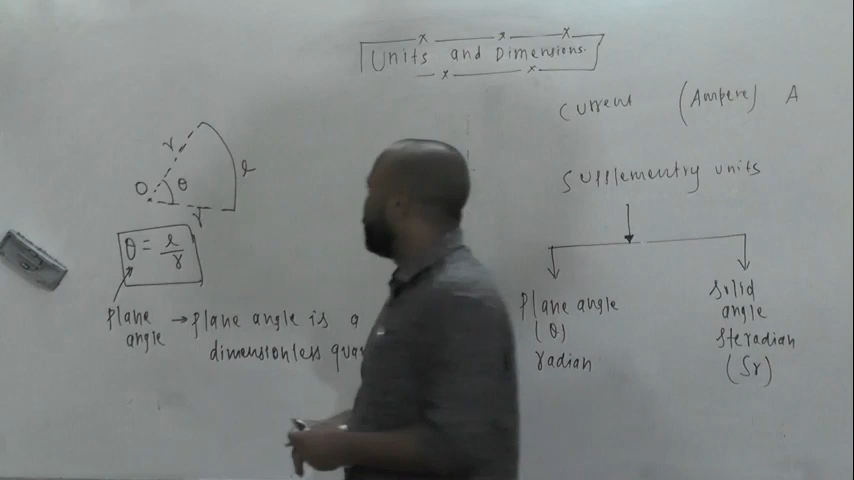 Units and Dimensions.
Current (Ampere) A
Supplementry units
r
l
O θ
r
θ = l/r
Plane
angle
→ Plane angle is a
dimensionless
Plane angle
(θ)
radian
Solid
angle
Steradian
(Sr)